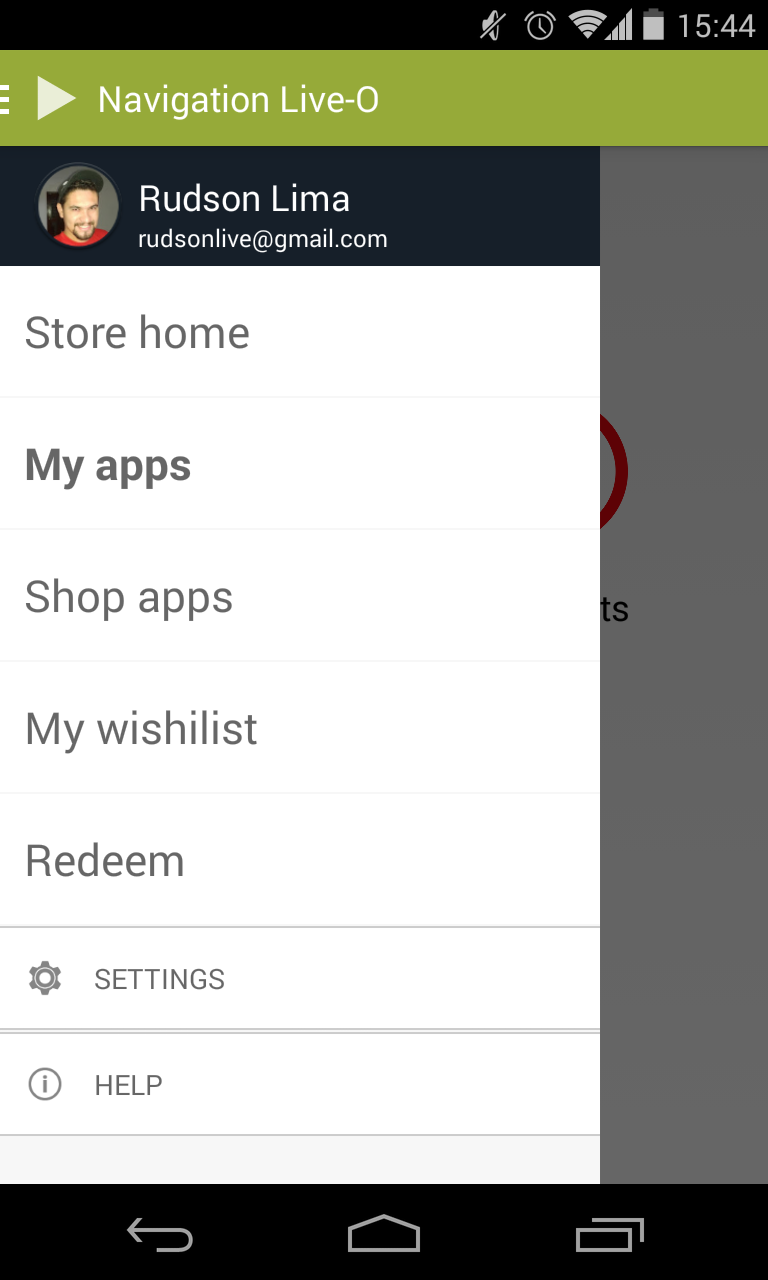 15:44
Navigation Live-O
Rudson Lima
rudsonlive@gmail.com
Store home
My apps
ts
Shop apps
My wishilist
Redeem
SETTINGS
HELP